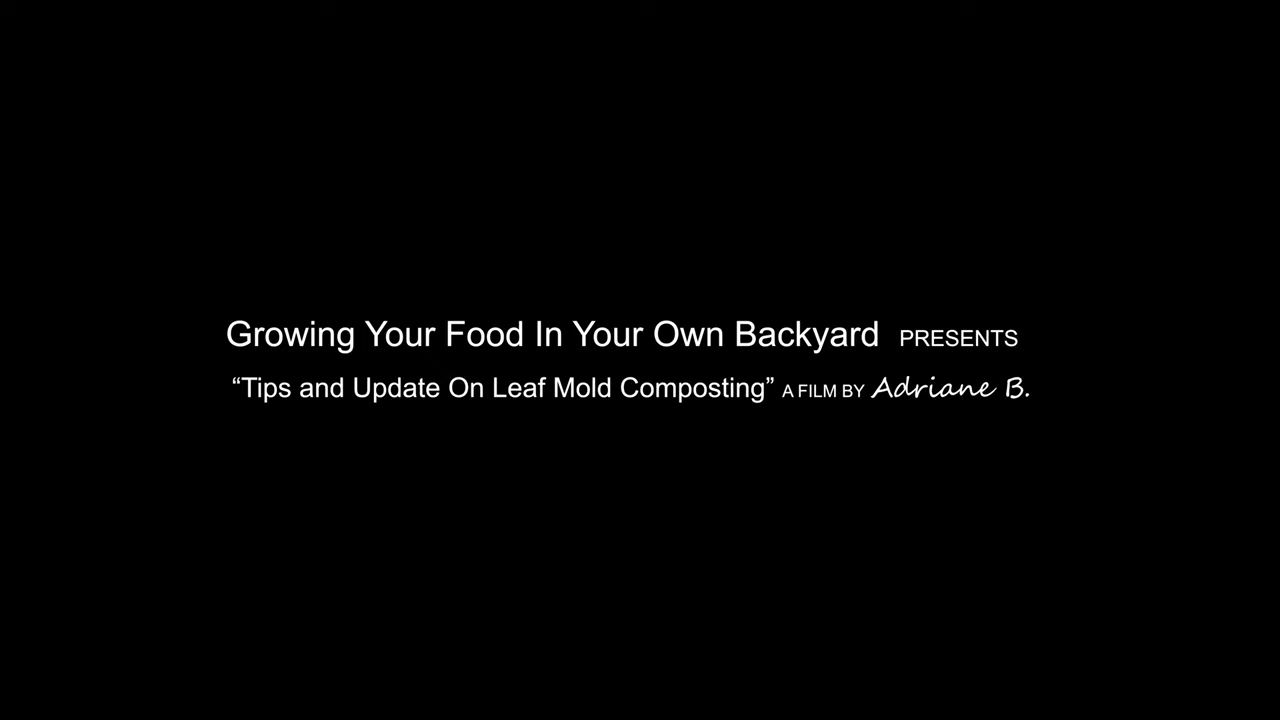 Growing Your Food In Your Own Backyard PRESENTS
“Tips and Update On Leaf Mold Composting” A FILM BY Adriane B.